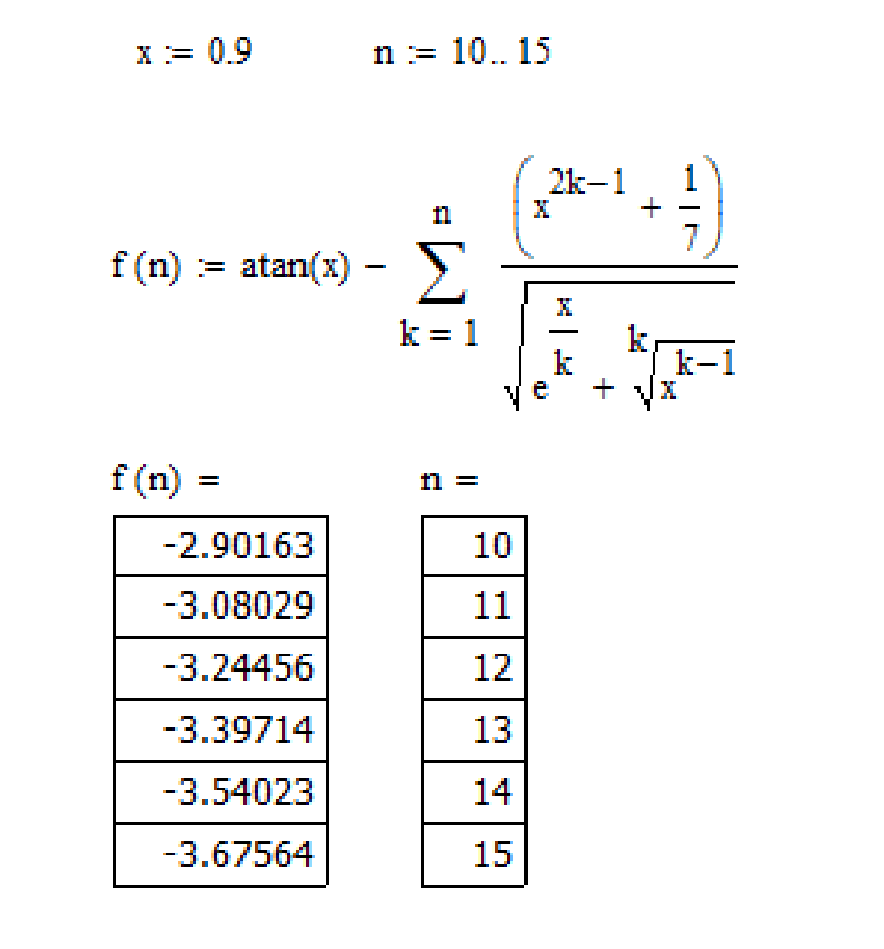 x := 0.9 n := 10.. 15
f(n) := atan(x) − ∑_{k = 1}^{n} (x^{2k−1} + 1/7) / √(e^{x/k} + ᵏ√(x^{k−1}))
f(n) = n =
-2.90163 10
-3.08029 11
-3.24456 12
-3.39714 13
-3.54023 14
-3.67564 15